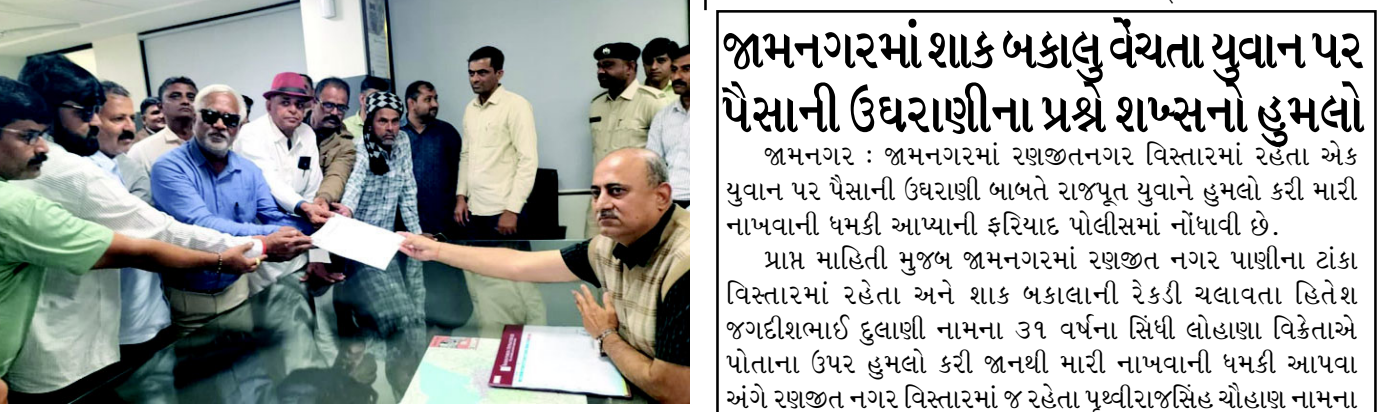 જામનગરમાં શાક બકાલુ વેંચતા યુવાન પર
પૈસાની ઉઘરાણીના પ્રશ્ને શખ્સનો હુમલો
જામનગર : જામનગરમાં રણજીતનગર વિસ્તારમાં રહેતા એક
યુવાન પર પૈસાની ઉઘરાણી બાબતે રાજપૂત યુવાને હુમલો કરી મારી
નાખવાની ધમકી આપ્યાની ફરિયાદ પોલીસમાં નોંધાવી છે.
પ્રાપ્ત માહિતી મુજબ જામનગરમાં રણજીત નગર પાણીના ટાંકા
વિસ્તારમાં રહેતા અને શાક બકાલાની રેકડી ચલાવતા હિતેશ
જગદીશભાઈ દુલાણી નામના ૩૧ વર્ષના સિંધી લોહાણા વિક્રેતાએ
પોતાના ઉપર હુમલો કરી જાનથી મારી નાખવાની ધમકી આપવા
અંગે રણજીત નગર વિસ્તારમાં જ રહેતા પૃથ્વીરાજસિંહ ચૌહાણ નામના